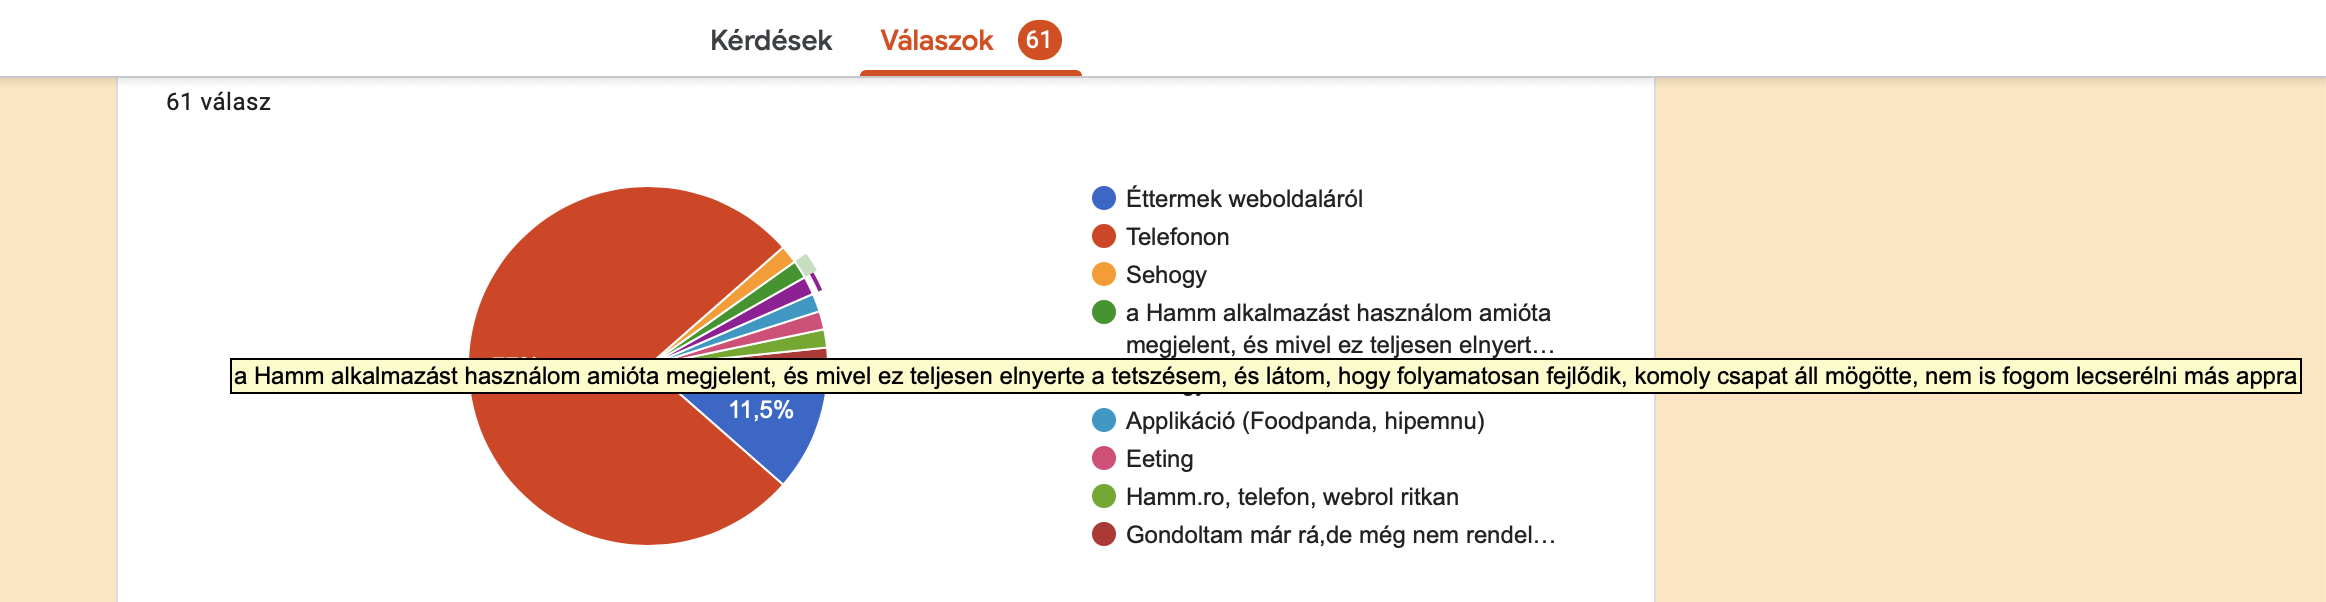 Kérdések
Válaszok
61
61 válasz
Éttermek weboldaláról
Telefonon
Sehogy
a Hamm alkalmazást használom amióta
megjelent, és mivel ez teljesen elnyert…
a Hamm alkalmazást használom amióta megjelent, és mivel ez teljesen elnyerte a tetszésem, és látom, hogy folyamatosan fejlődik, komoly csapat áll mögötte, nem is fogom lecserélni más appra
11,5%
Applikáció (Foodpanda, hipemnu)
Eeting
Hamm.ro, telefon, webrol ritkan
Gondoltam már rá,de még nem rendel…